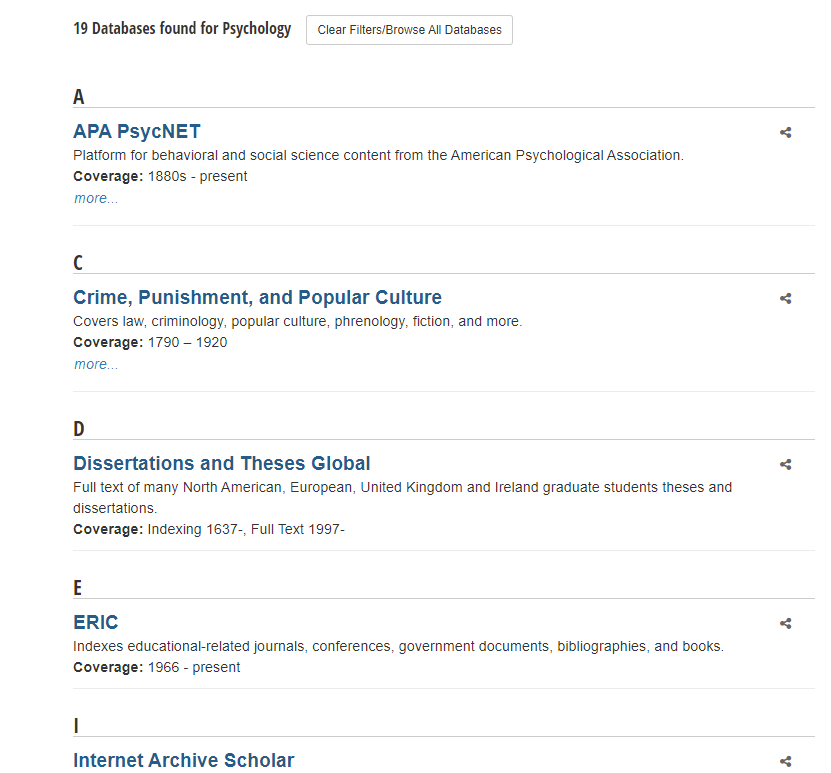 19 Databases found for Psychology
Clear Filters/Browse All Databases
A
APA PsycNET
Platform for behavioral and social science content from the American Psychological Association.
Coverage: 1880s - present
more...
C
Crime, Punishment, and Popular Culture
Covers law, criminology, popular culture, phrenology, fiction, and more.
Coverage: 1790 – 1920
more...
D
Dissertations and Theses Global
Full text of many North American, European, United Kingdom and Ireland graduate students theses and
dissertations.
Coverage: Indexing 1637-, Full Text 1997-
E
ERIC
Indexes educational-related journals, conferences, government documents, bibliographies, and books.
Coverage: 1966 - present
I
Internet Archive Scholar